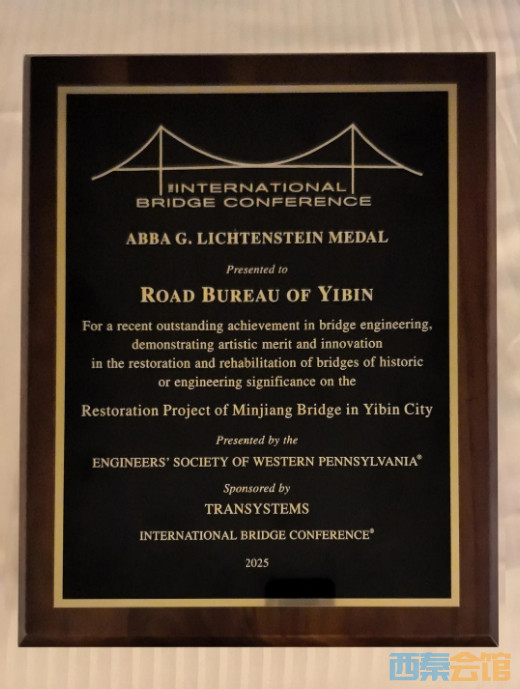 THE INTERNATIONAL
BRIDGE CONFERENCE
ABBA G. LICHTENSTEIN MEDAL
Presented to
ROAD BUREAU OF YIBIN
For a recent outstanding achievement in bridge engineering,
demonstrating artistic merit and innovation
in the restoration and rehabilitation of bridges of historic
or engineering significance on the
Restoration Project of Minjiang Bridge in Yibin City
Presented by the
ENGINEERS' SOCIETY OF WESTERN PENNSYLVANIA®
Sponsored by
TRANSYSTEMS
INTERNATIONAL BRIDGE CONFERENCE®
2025
西秦会馆